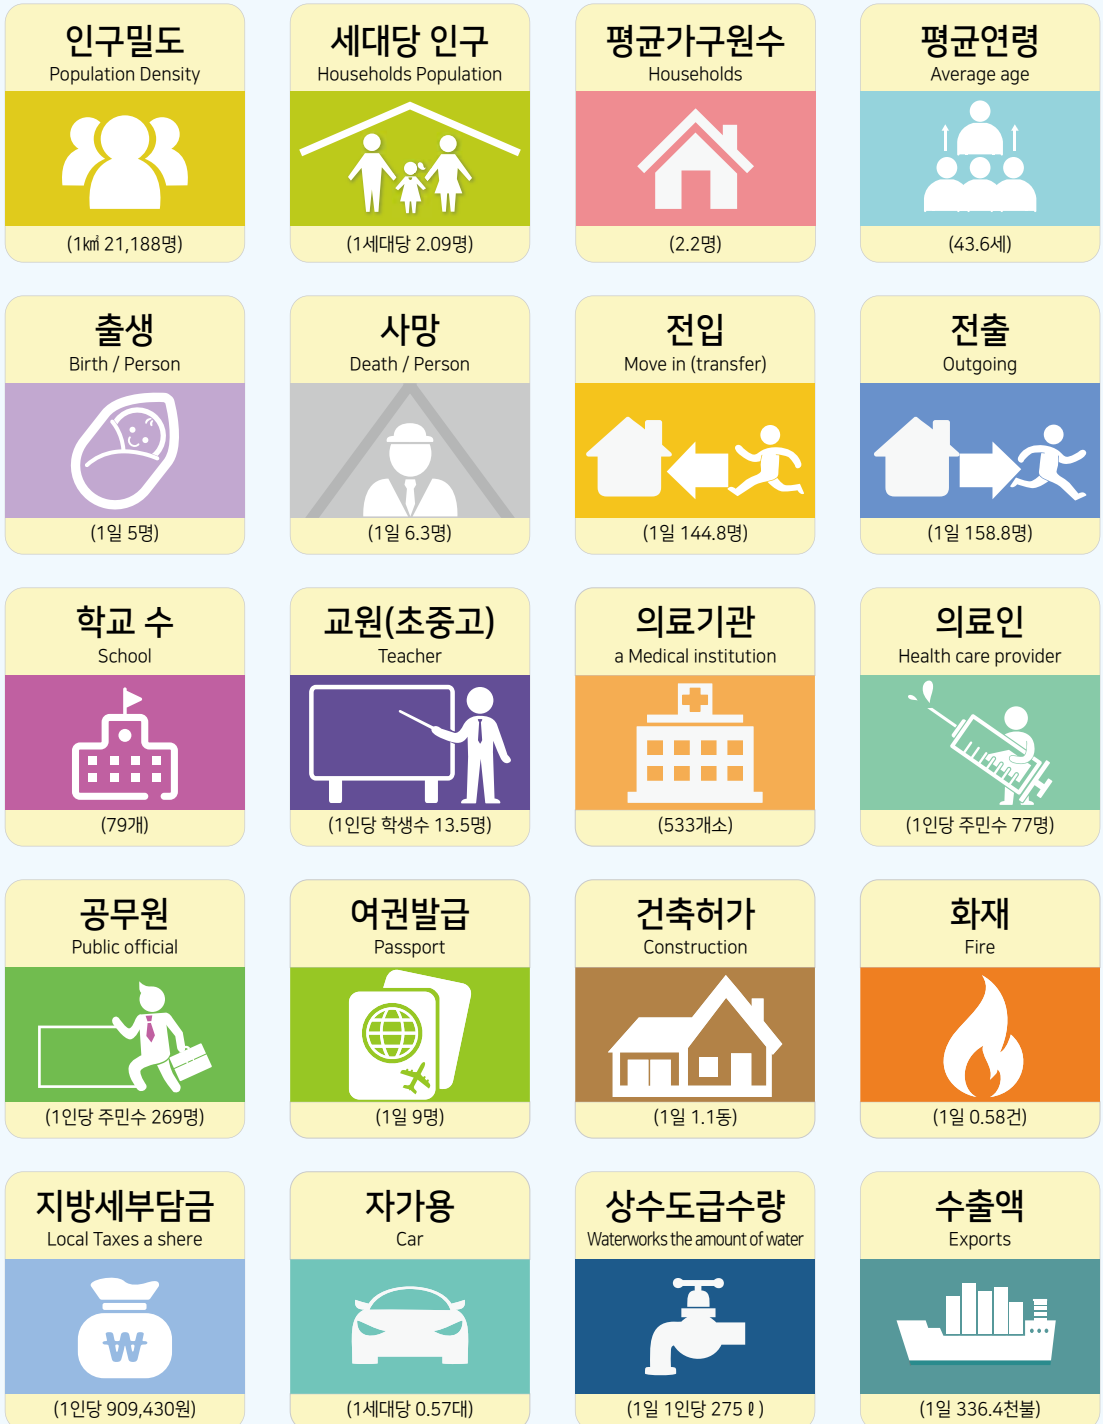 인구밀도
Population Density
(1㎢ 21,188명)
세대당 인구
Households Population
(1세대당 2.09명)
평균가구원수
Households
(2.2명)
평균연령
Average age
(43.6세)
출생
Birth / Person
(1일 5명)
사망
Death / Person
(1일 6.3명)
전입
Move in (transfer)
(1일 144.8명)
전출
Outgoing
(1일 158.8명)
학교 수
School
(79개)
교원(초중고)
Teacher
(1인당 학생수 13.5명)
의료기관
a Medical institution
(533개소)
의료인
Health care provider
(1인당 주민수 77명)
공무원
Public official
(1인당 주민수 269명)
여권발급
Passport
(1일 9명)
건축허가
Construction
(1일 1.1동)
화재
Fire
(1일 0.58건)
지방세부담금
Local Taxes a shere
₩
(1인당 909,430원)
자가용
Car
(1세대당 0.57대)
상수도급수량
Waterworks the amount of water
(1일 1인당 275 ℓ )
수출액
Exports
(1일 336.4천불)